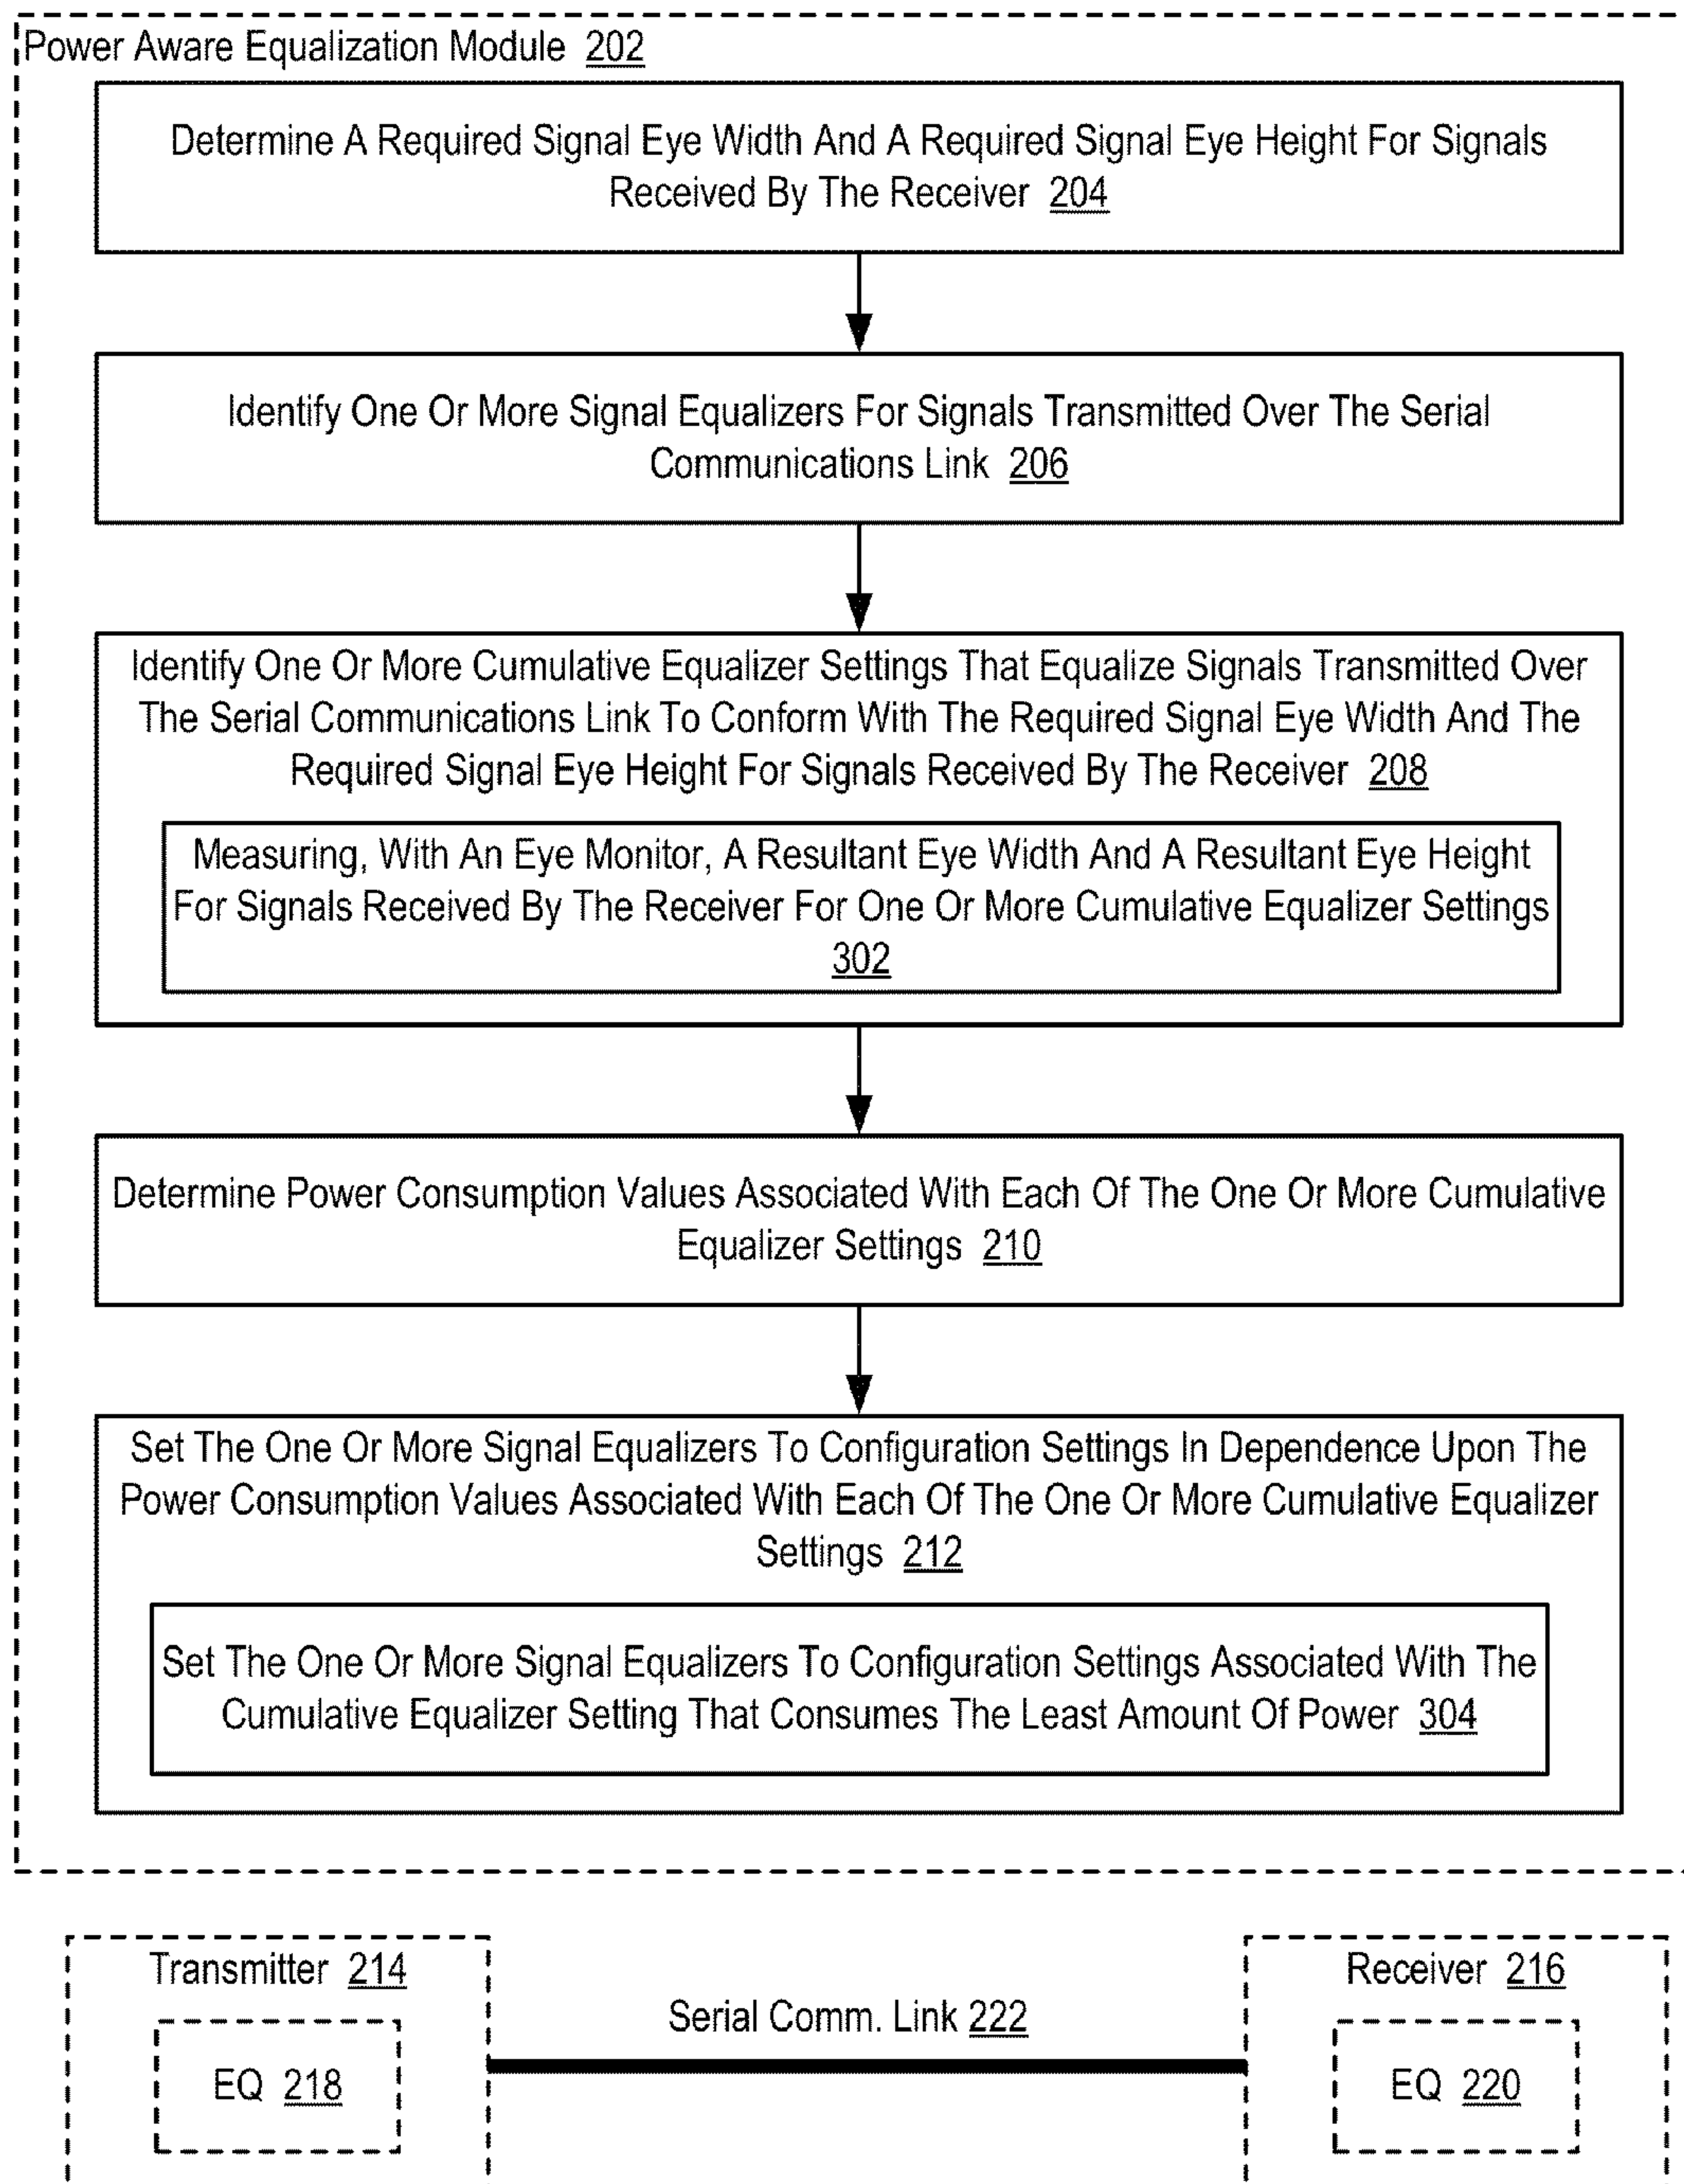 Power Aware Equalization Module 202
Determine A Required Signal Eye Width And A Required Signal Eye Height For Signals
Received By The Receiver 204
Identify One Or More Signal Equalizers For Signals Transmitted Over The Serial
Communications Link 206
Identify One Or More Cumulative Equalizer Settings That Equalize Signals Transmitted Over
The Serial Communications Link To Conform With The Required Signal Eye Width And The
Required Signal Eye Height For Signals Received By The Receiver 208
Measuring, With An Eye Monitor, A Resultant Eye Width And A Resultant Eye Height
For Signals Received By The Receiver For One Or More Cumulative Equalizer Settings
302
Determine Power Consumption Values Associated With Each Of The One Or More Cumulative
Equalizer Settings 210
Set The One Or More Signal Equalizers To Configuration Settings In Dependence Upon The
Power Consumption Values Associated With Each Of The One Or More Cumulative Equalizer
Settings 212
Set The One Or More Signal Equalizers To Configuration Settings Associated With The
Cumulative Equalizer Setting That Consumes The Least Amount Of Power 304
Transmitter 214
EQ 218
Serial Comm. Link 222
Receiver 216
EQ 220